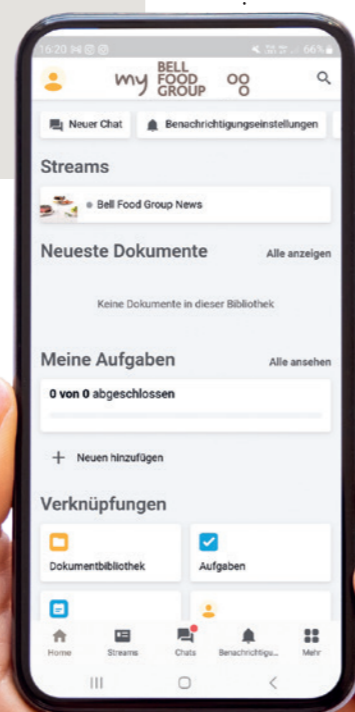 16:20
66%
my BELL FOOD GROUP
Neuer Chat
Benachrichtigungseinstellungen
Streams
Bell Food Group News
Neueste Dokumente
Alle anzeigen
Keine Dokumente in dieser Bibliothek
Meine Aufgaben
Alle ansehen
0 von 0 abgeschlossen
+ Neuen hinzufügen
Verknüpfungen
Dokumentbibliothek
Aufgaben
Home
Streams
Chats
Benachrichtigu...
Mehr